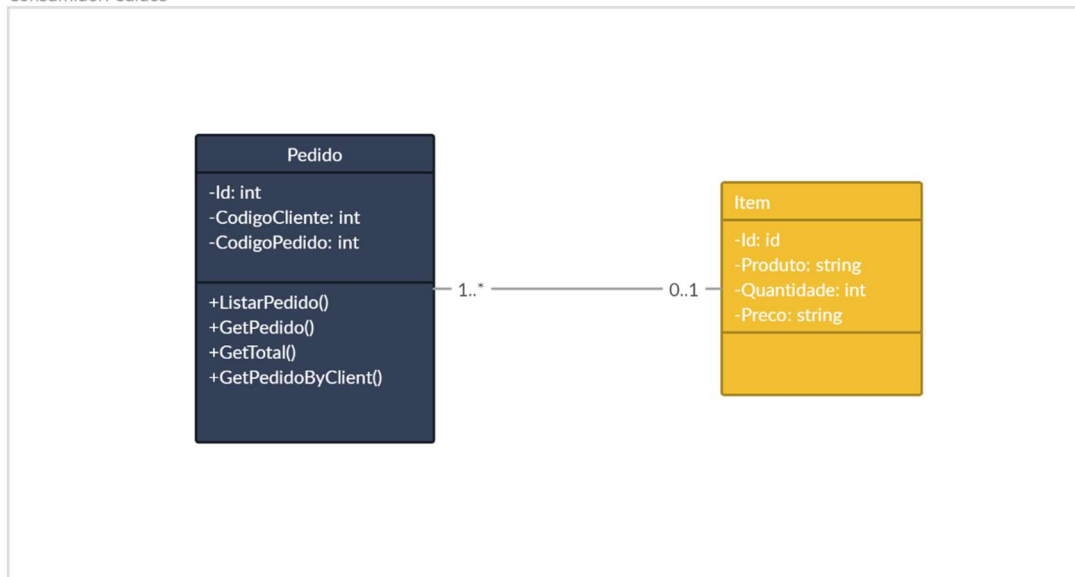 Pedido
-Id: int
-CodigoCliente: int
-CodigoPedido: int
+ListarPedido()
+GetPedido()
+GetTotal()
+GetPedidoByClient()
1..*
0..1
Item
-Id: id
-Produto: string
-Quantidade: int
-Preco: string